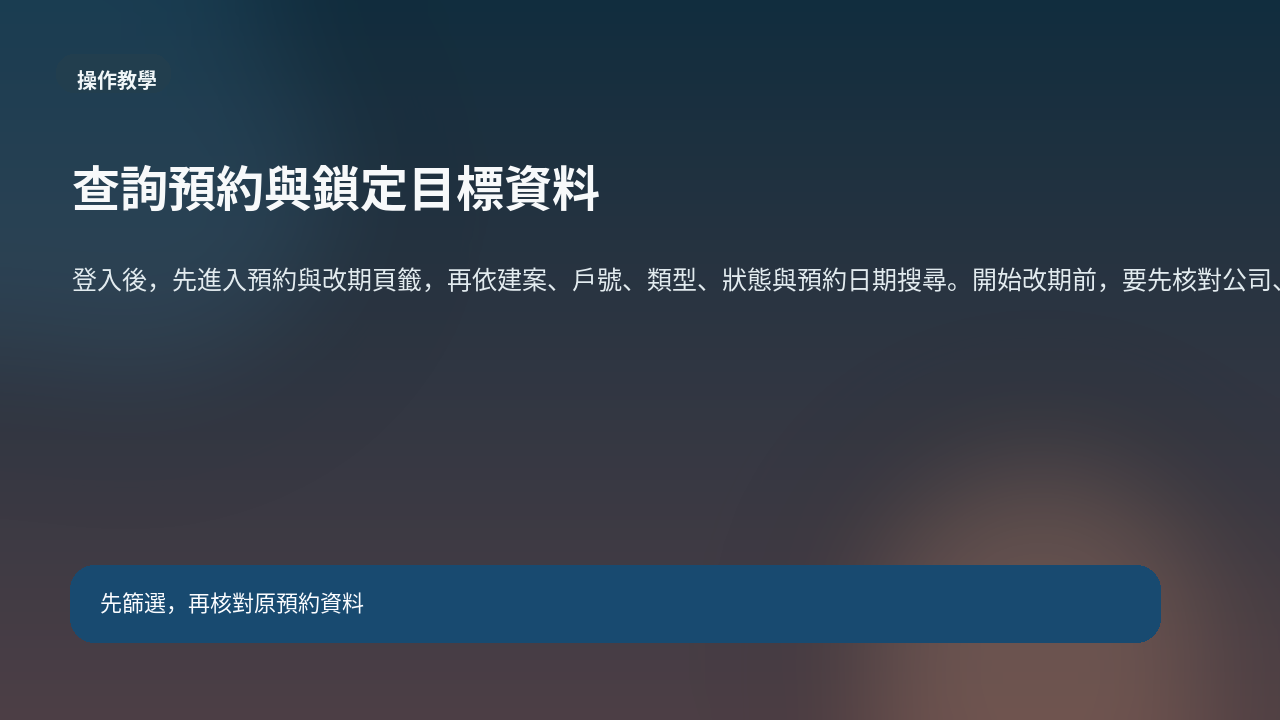 操作教學
查詢預約與鎖定目標資料
登入後，先進入預約與改期頁籤，再依建案、戶號、類型、狀態與預約日期搜尋。開始改期前，要先核對公司、
先篩選，再核對原預約資料